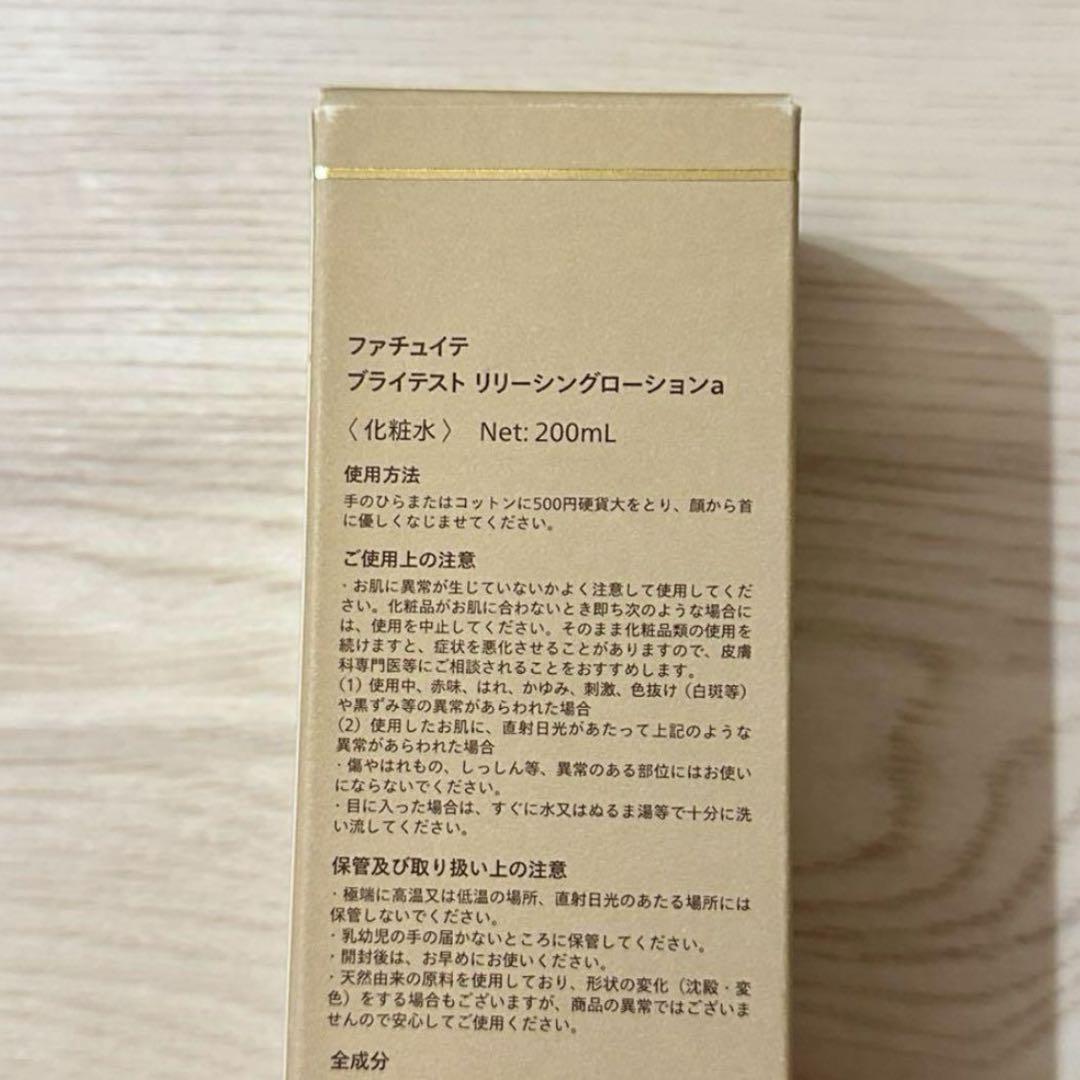 ファチュイテ
ブライテスト リリーシングローションa
〈化粧水〉 Net: 200mL
使用方法
手のひらまたはコットンに500円硬貨大をとり、顔から首
に優しくなじませてください。
ご使用上の注意
・お肌に異常が生じていないかよく注意して使用してくだ
さい。化粧品がお肌に合わないとき即ち次のような場合に
は、使用を中止してください。そのまま化粧品類の使用を
続けますと、症状を悪化させることがありますので、皮膚
科専門医等にご相談されることをおすすめします。
(1) 使用中、赤味、はれ、かゆみ、刺激、色抜け(白斑等)
や黒ずみ等の異常があらわれた場合
(2) 使用したお肌に、直射日光があたって上記のような
異常があらわれた場合
・傷やはれもの、しっしん等、異常のある部位にはお使い
にならないでください。
・目に入った場合は、すぐに水又はぬるま湯等で十分に洗
い流してください。
保管及び取り扱い上の注意
・極端に高温又は低温の場所、直射日光のあたる場所には
保管しないでください。
・乳幼児の手の届かないところに保管してください。
・開封後は、お早めにお使いください。
・天然由来の原料を使用しており、形状の変化(沈殿・変
色)をする場合もございますが、商品の異常ではございま
せんので安心してご使用ください。
全成分